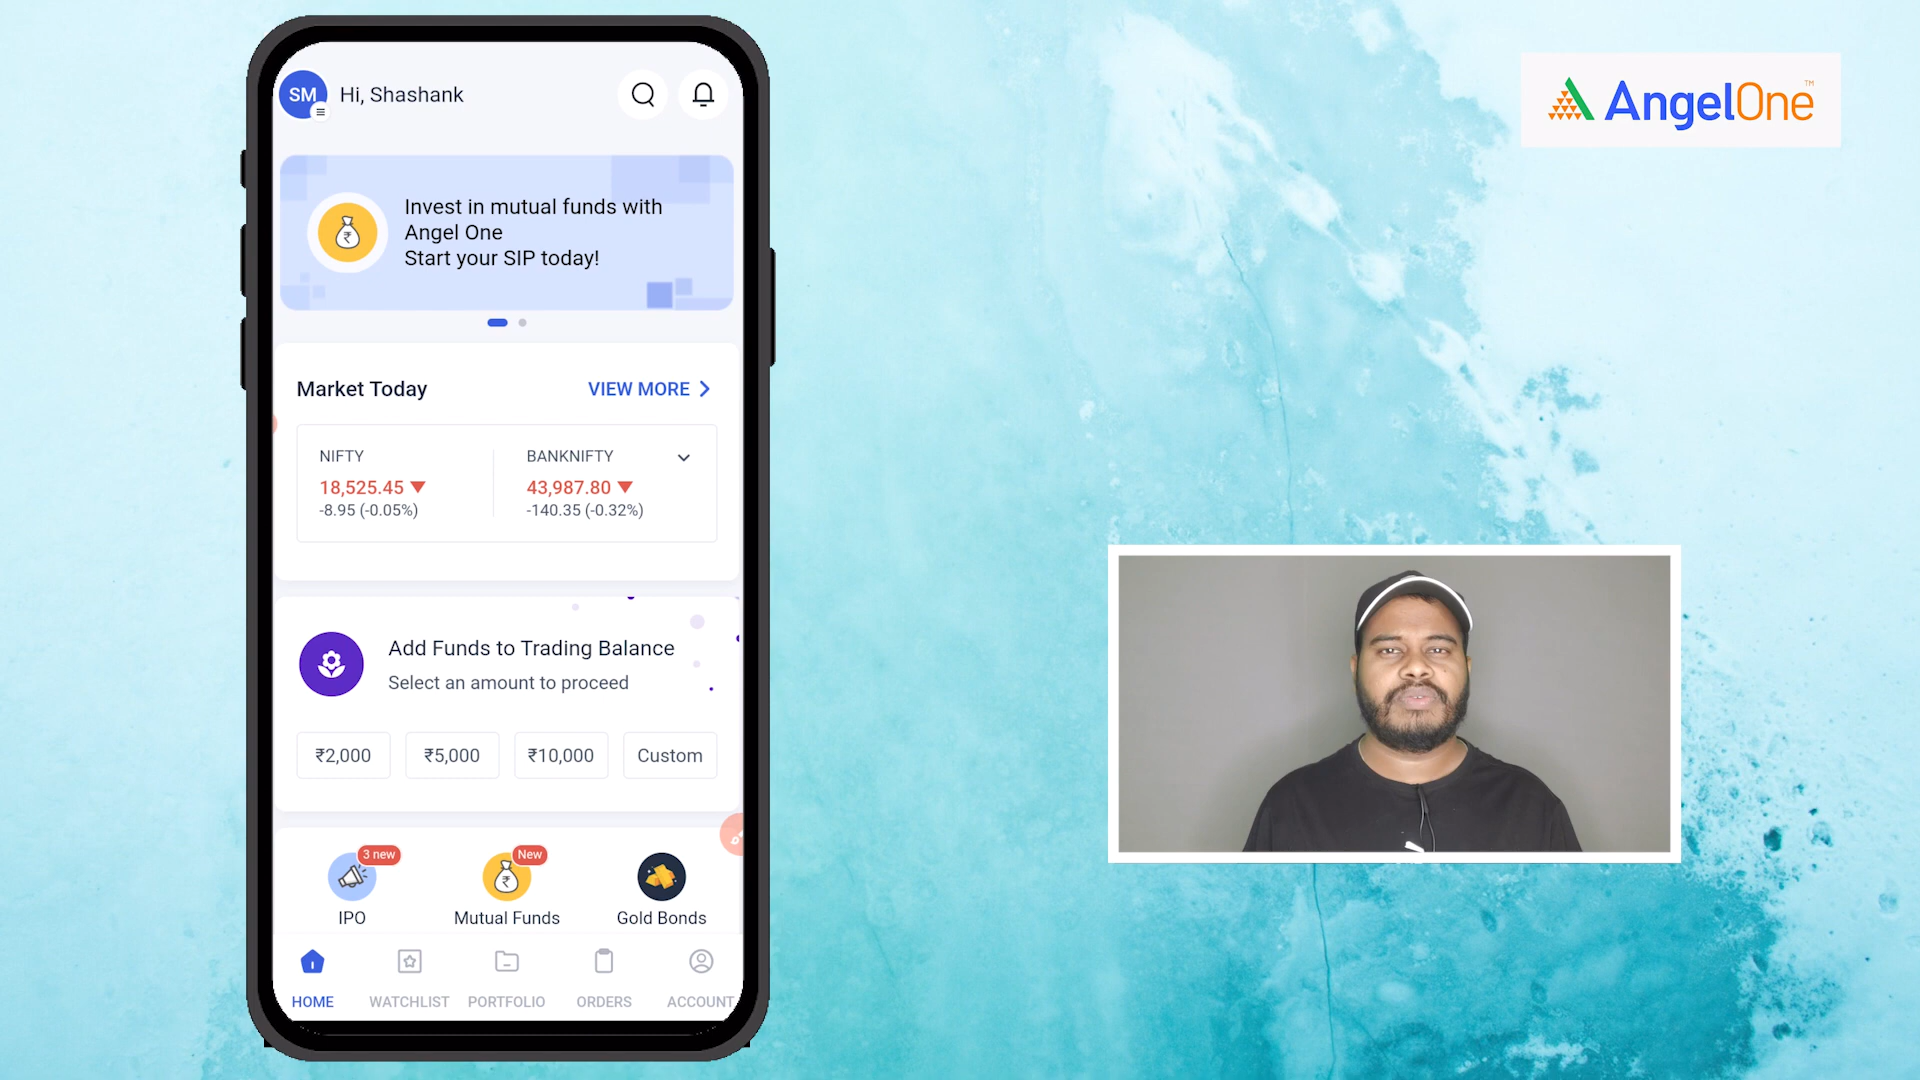 SM
Hi, Shashank
AngelOne™
Invest in mutual funds with
Angel One
Start your SIP today!
Market Today
VIEW MORE
NIFTY
BANKNIFTY
18,525.45
43,987.80
-8.95 (-0.05%)
-140.35 (-0.32%)
Add Funds to Trading Balance
Select an amount to proceed
₹2,000
₹5,000
₹10,000
Custom
3 new
New
IPO
Mutual Funds
Gold Bonds
HOME
WATCHLIST
PORTFOLIO
ORDERS
ACCOUNT